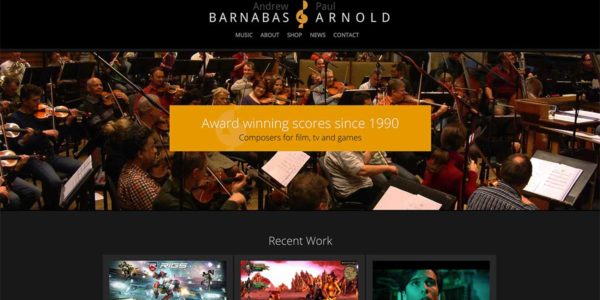 Andrew Paul
BARNABAS ARNOLD
MUSIC ABOUT SHOP NEWS CONTACT
Award winning scores since 1990
Composers for film, tv and games
Recent Work
RIGS